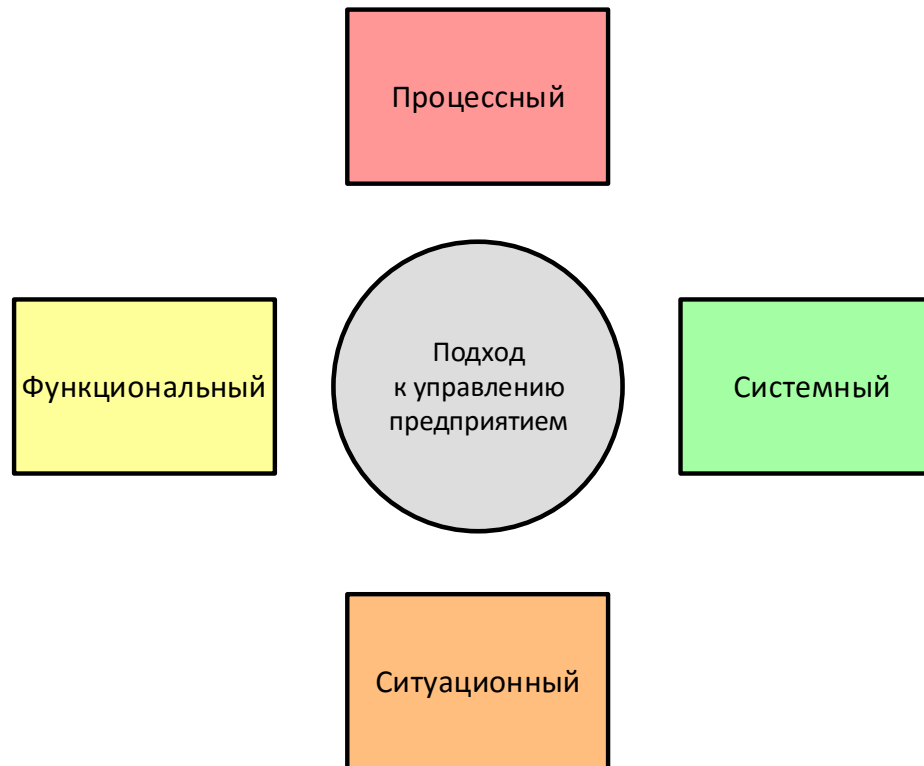 Процессный
Функциональный
Подход
к управлению
предприятием
Системный
Ситуационный